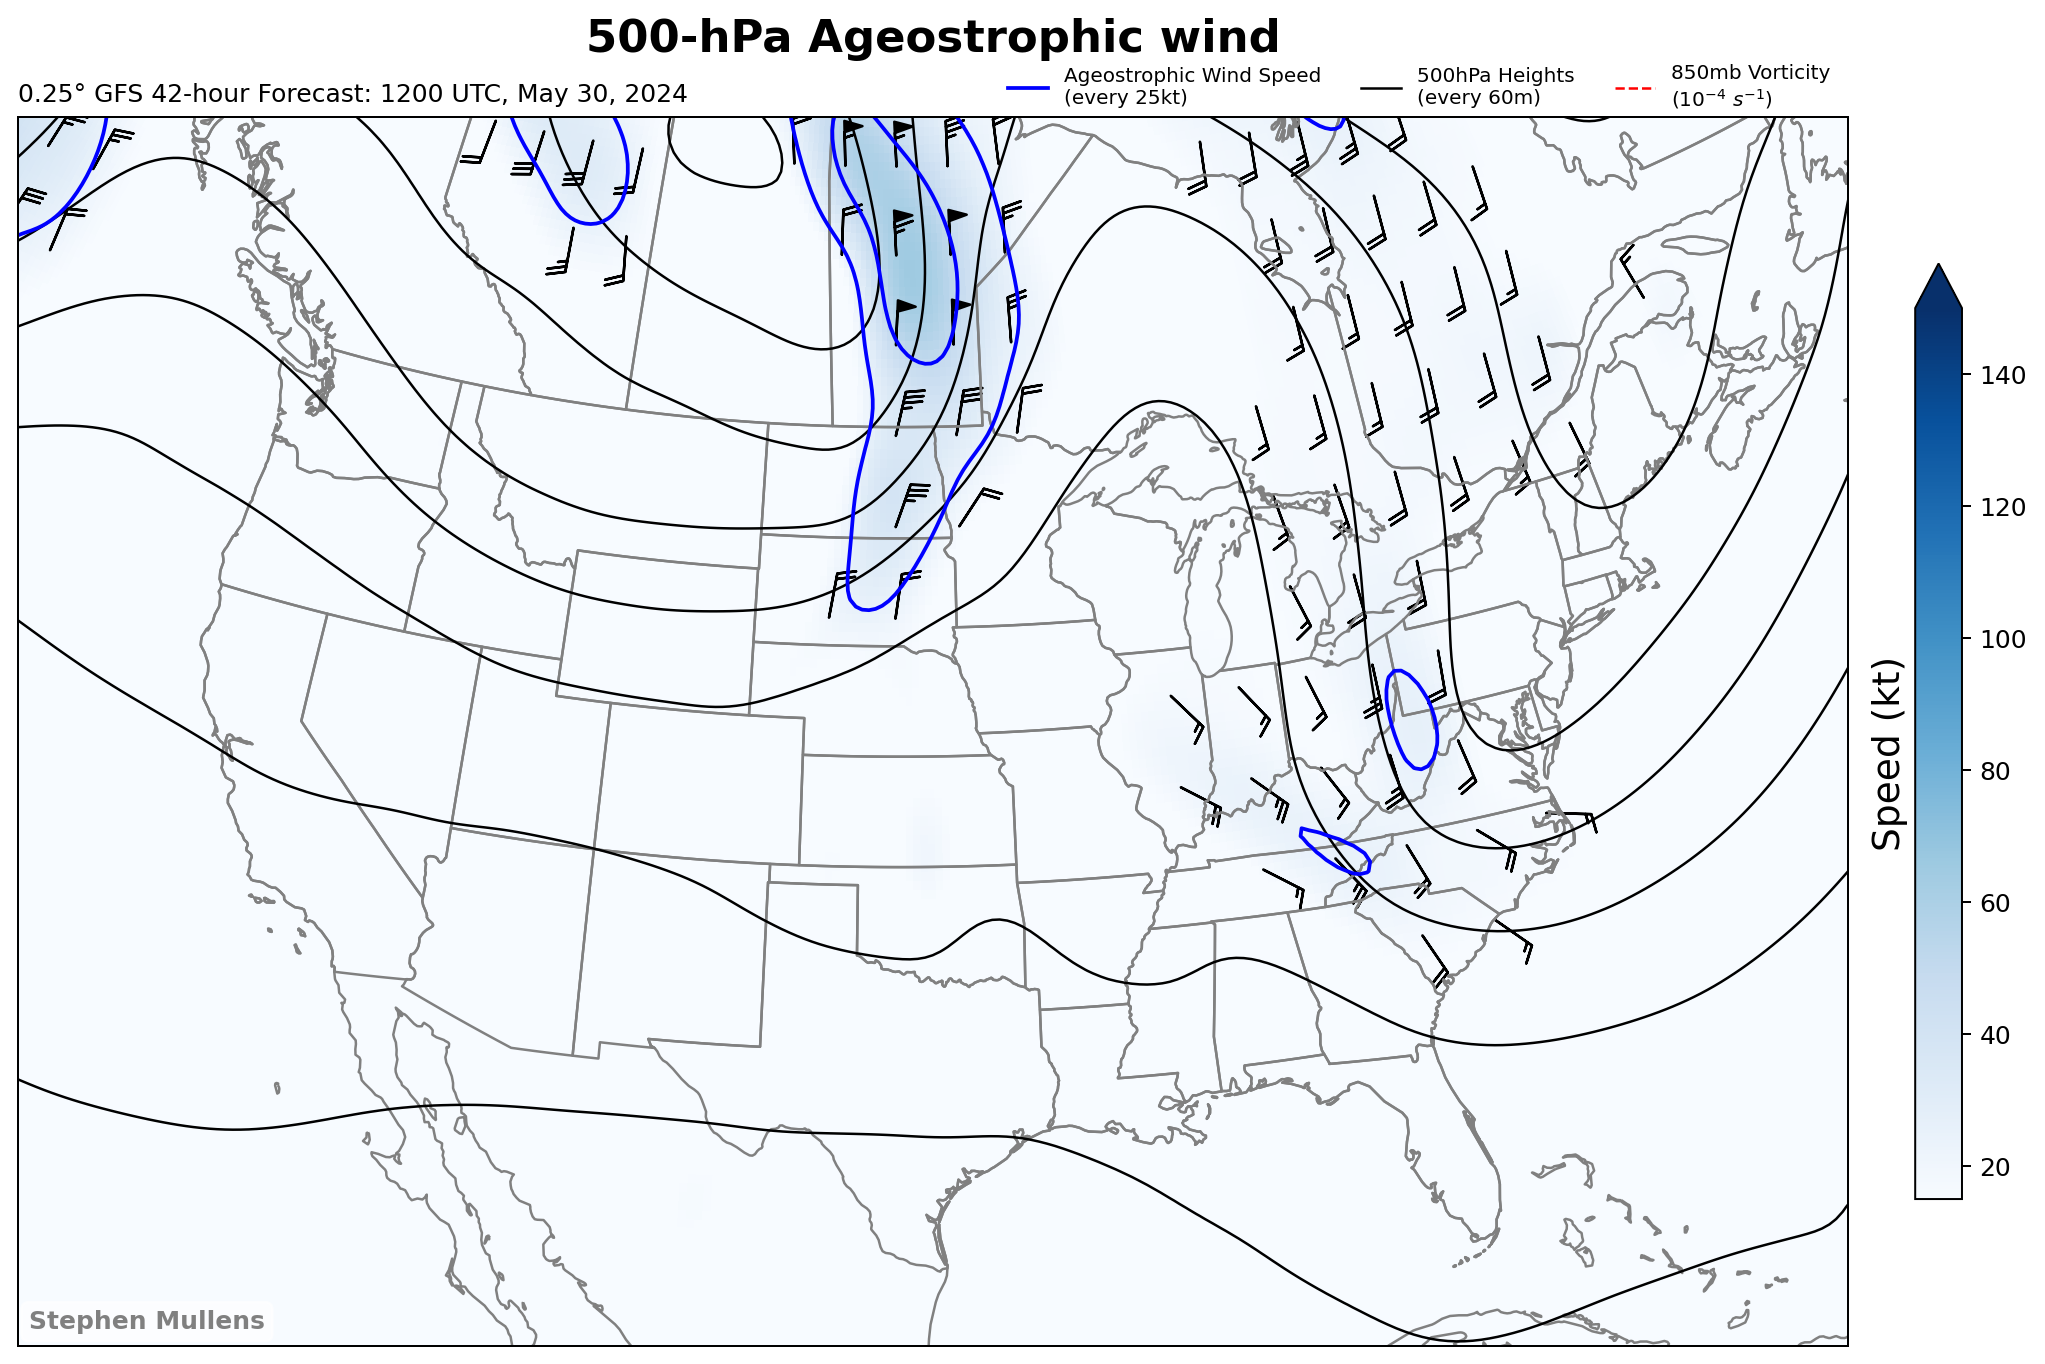 500-hPa Ageostrophic wind
0.25° GFS 42-hour Forecast: 1200 UTC, May 30, 2024
Ageostrophic Wind Speed
(every 25kt)
500hPa Heights
(every 60m)
850mb Vorticity
(10⁻⁴ s⁻¹)
140
120
100
80
60
40
20
Speed (kt)
Stephen Mullens